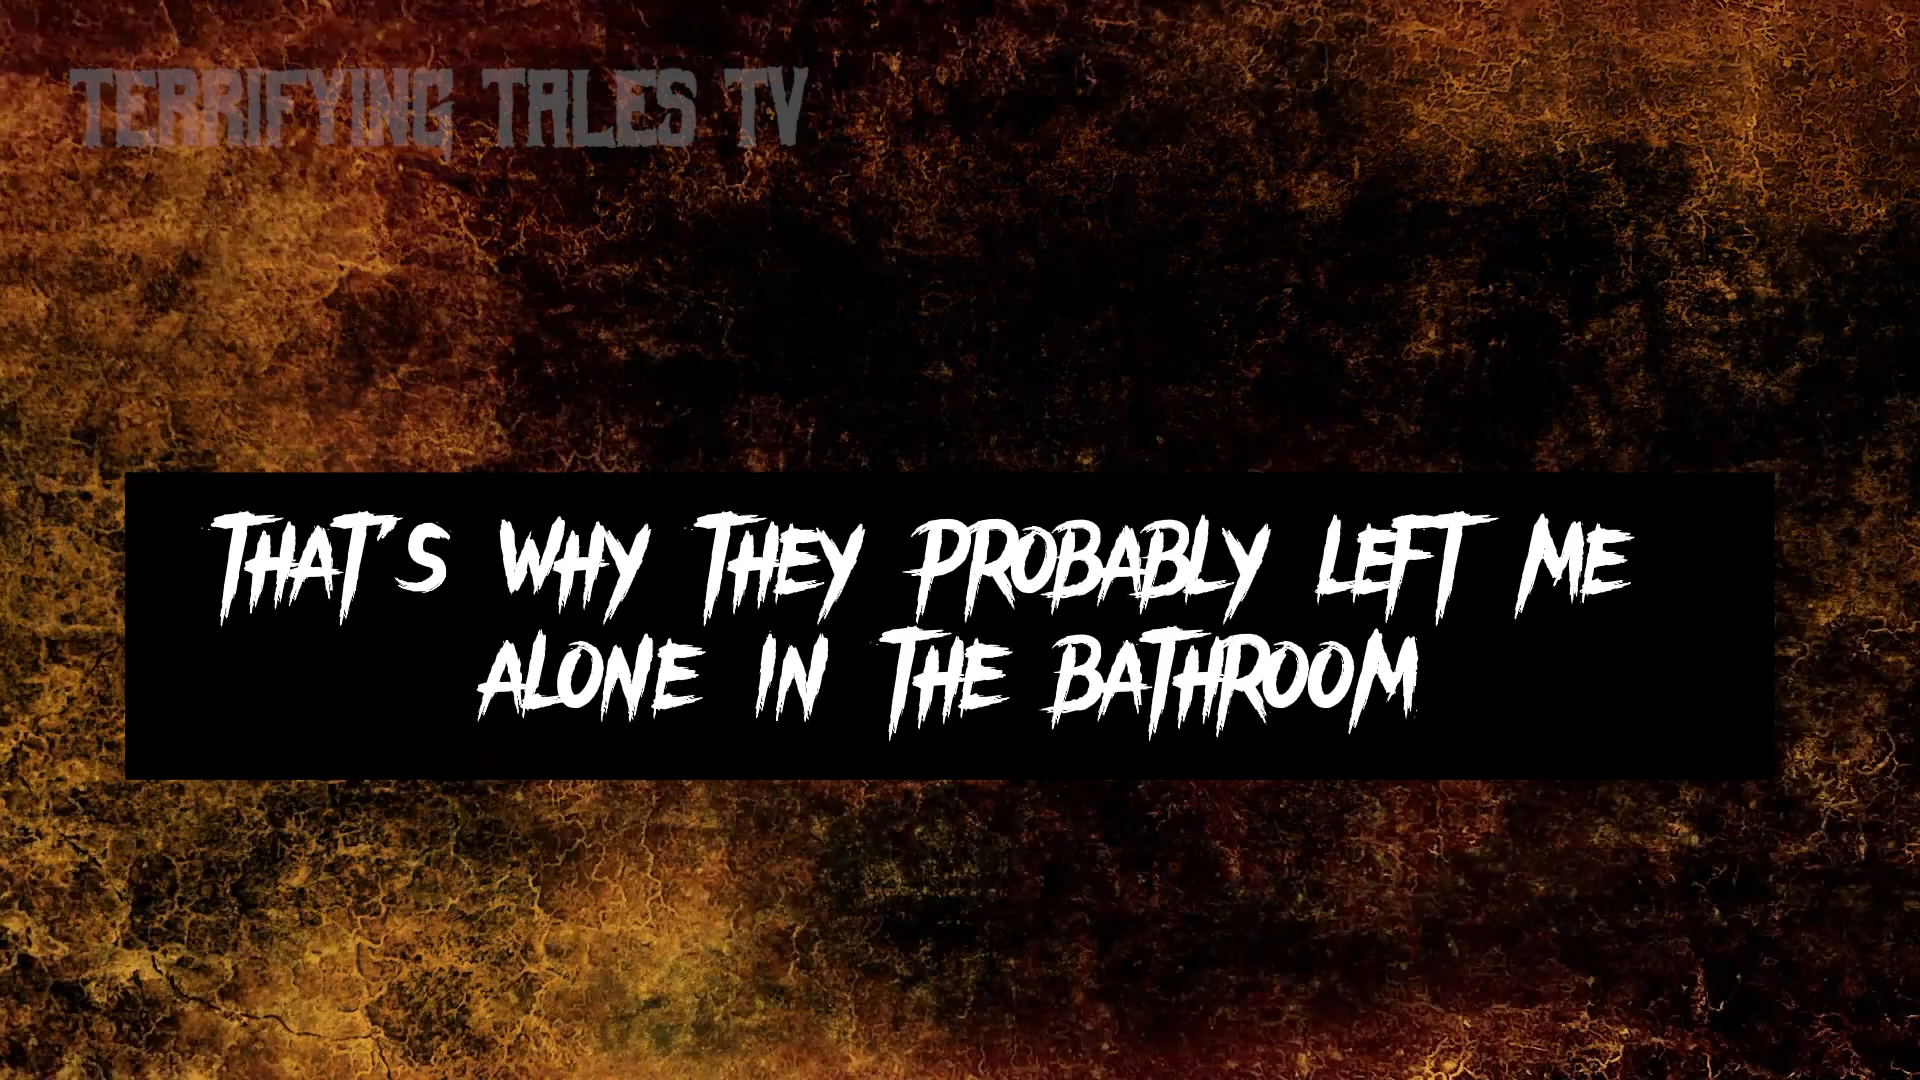 TERRIFYING TALES TV
THAT'S WHY THEY PROBABLY LEFT ME
ALONE IN THE BATHROOM